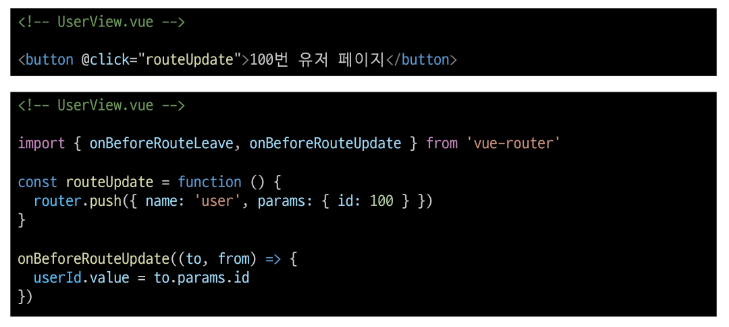 <!-- UserView.vue -->
<button @click="routeUpdate">100번 유저 페이지</button>
<!-- UserView.vue -->
import { onBeforeRouteLeave, onBeforeRouteUpdate } from 'vue-router'
const routeUpdate = function () {
  router.push({ name: 'user', params: { id: 100 } })
}
onBeforeRouteUpdate((to, from) => {
  userId.value = to.params.id
})